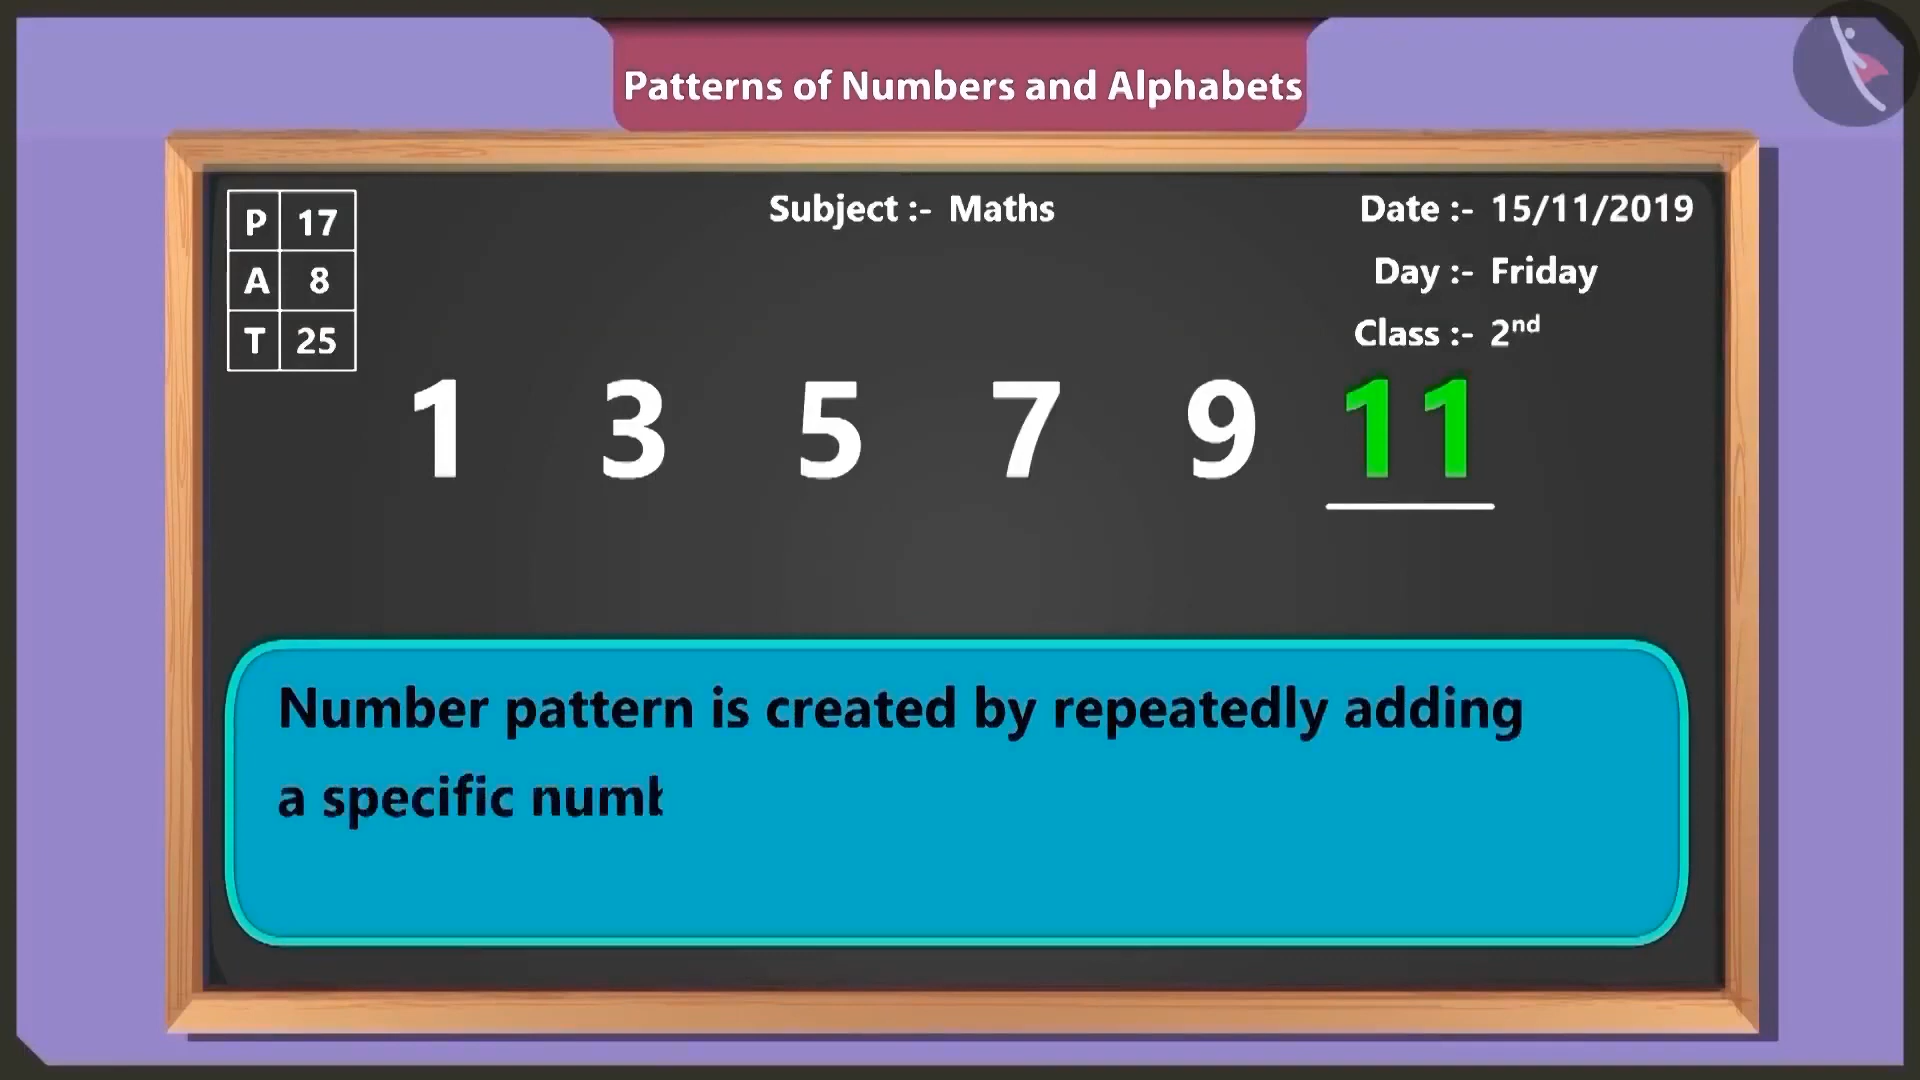 Patterns of Numbers and Alphabets
P 17
A 8
T 25
Subject :- Maths
Date :- 15/11/2019
Day :- Friday
Class :- 2nd
1 3 5 7 9 11
Number pattern is created by repeatedly adding
a specific